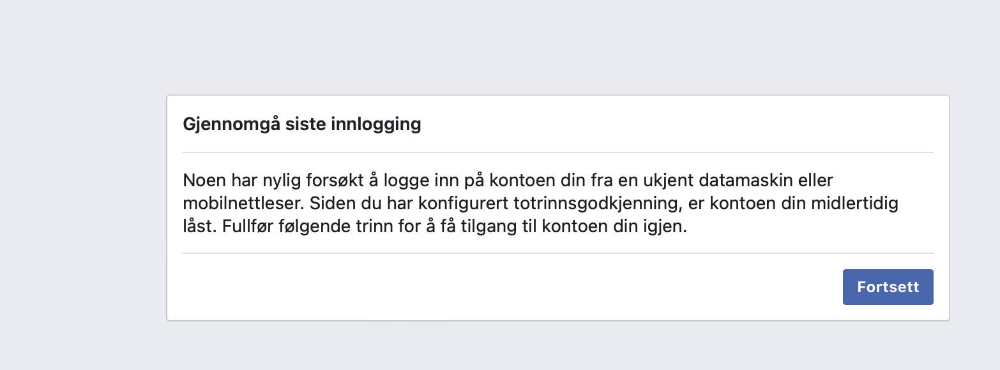 Gjennomgå siste innlogging
Noen har nylig forsøkt å logge inn på kontoen din fra en ukjent datamaskin eller
mobilnettleser. Siden du har konfigurert totrinnsgodkjenning, er kontoen din midlertidig
låst. Fullfør følgende trinn for å få tilgang til kontoen din igjen.
Fortsett